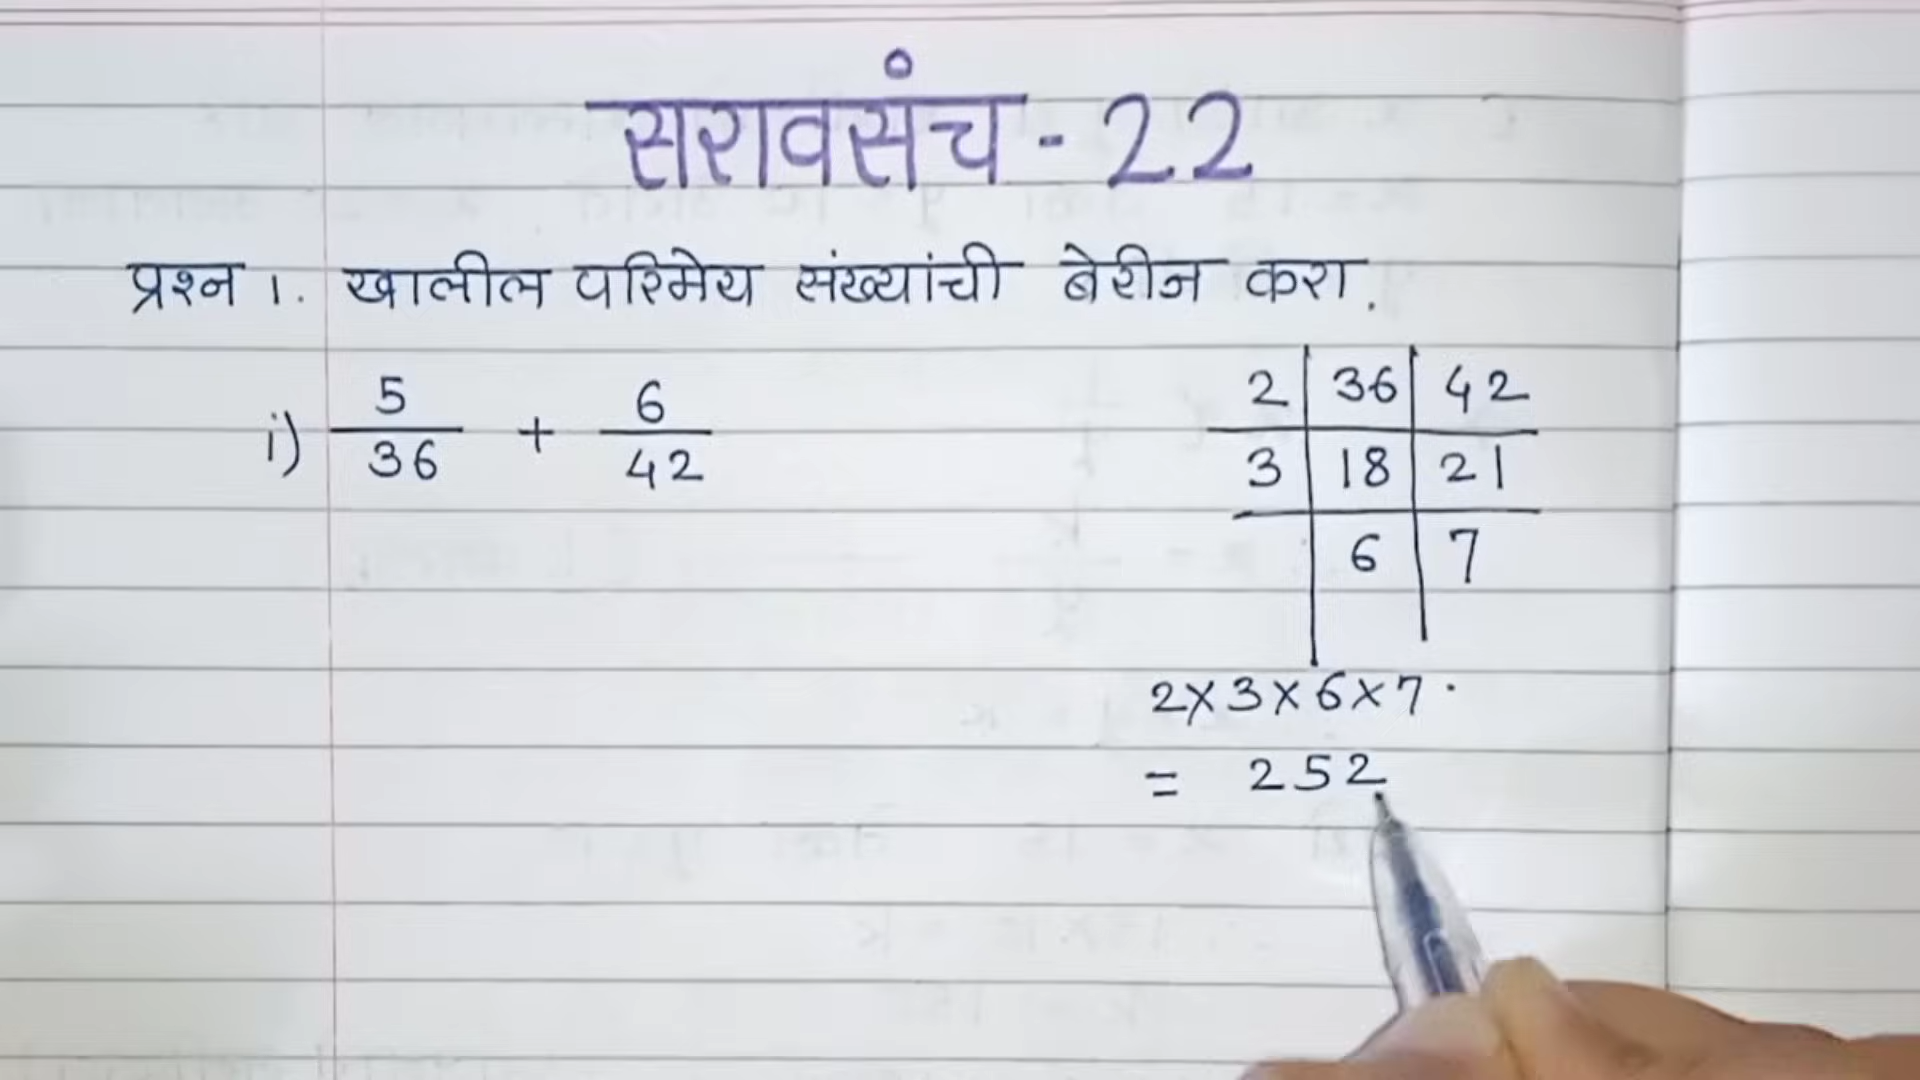 सरावसंच - 22
प्रश्न 1. खालील परिमेय संख्यांची बेरीज करा.
i) 5/36 + 6/42
2 | 36 | 42
3 | 18 | 21
6 | 7
2×3×6×7.
= 252